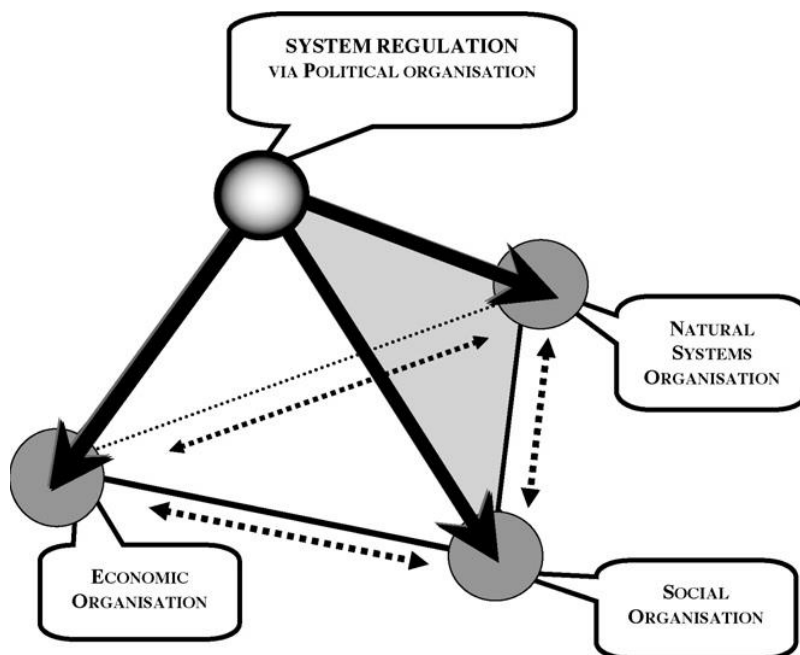 SYSTEM REGULATION
VIA POLITICAL ORGANISATION
NATURAL
SYSTEMS
ORGANISATION
ECONOMIC
ORGANISATION
SOCIAL
ORGANISATION